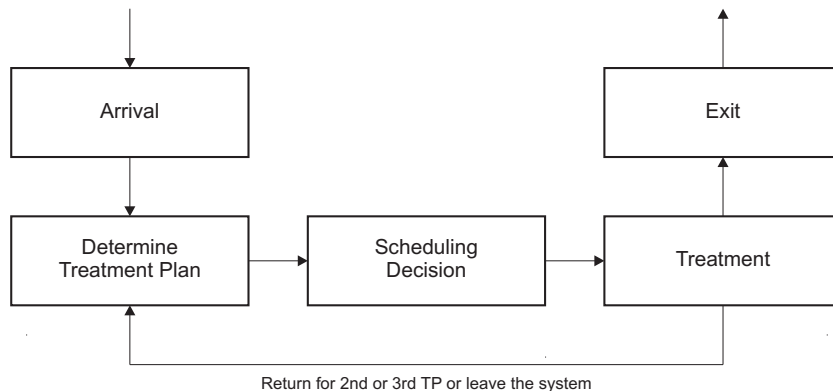 Arrival
Exit
Determine
Treatment Plan
Scheduling
Decision
Treatment
Return for 2nd or 3rd TP or leave the system